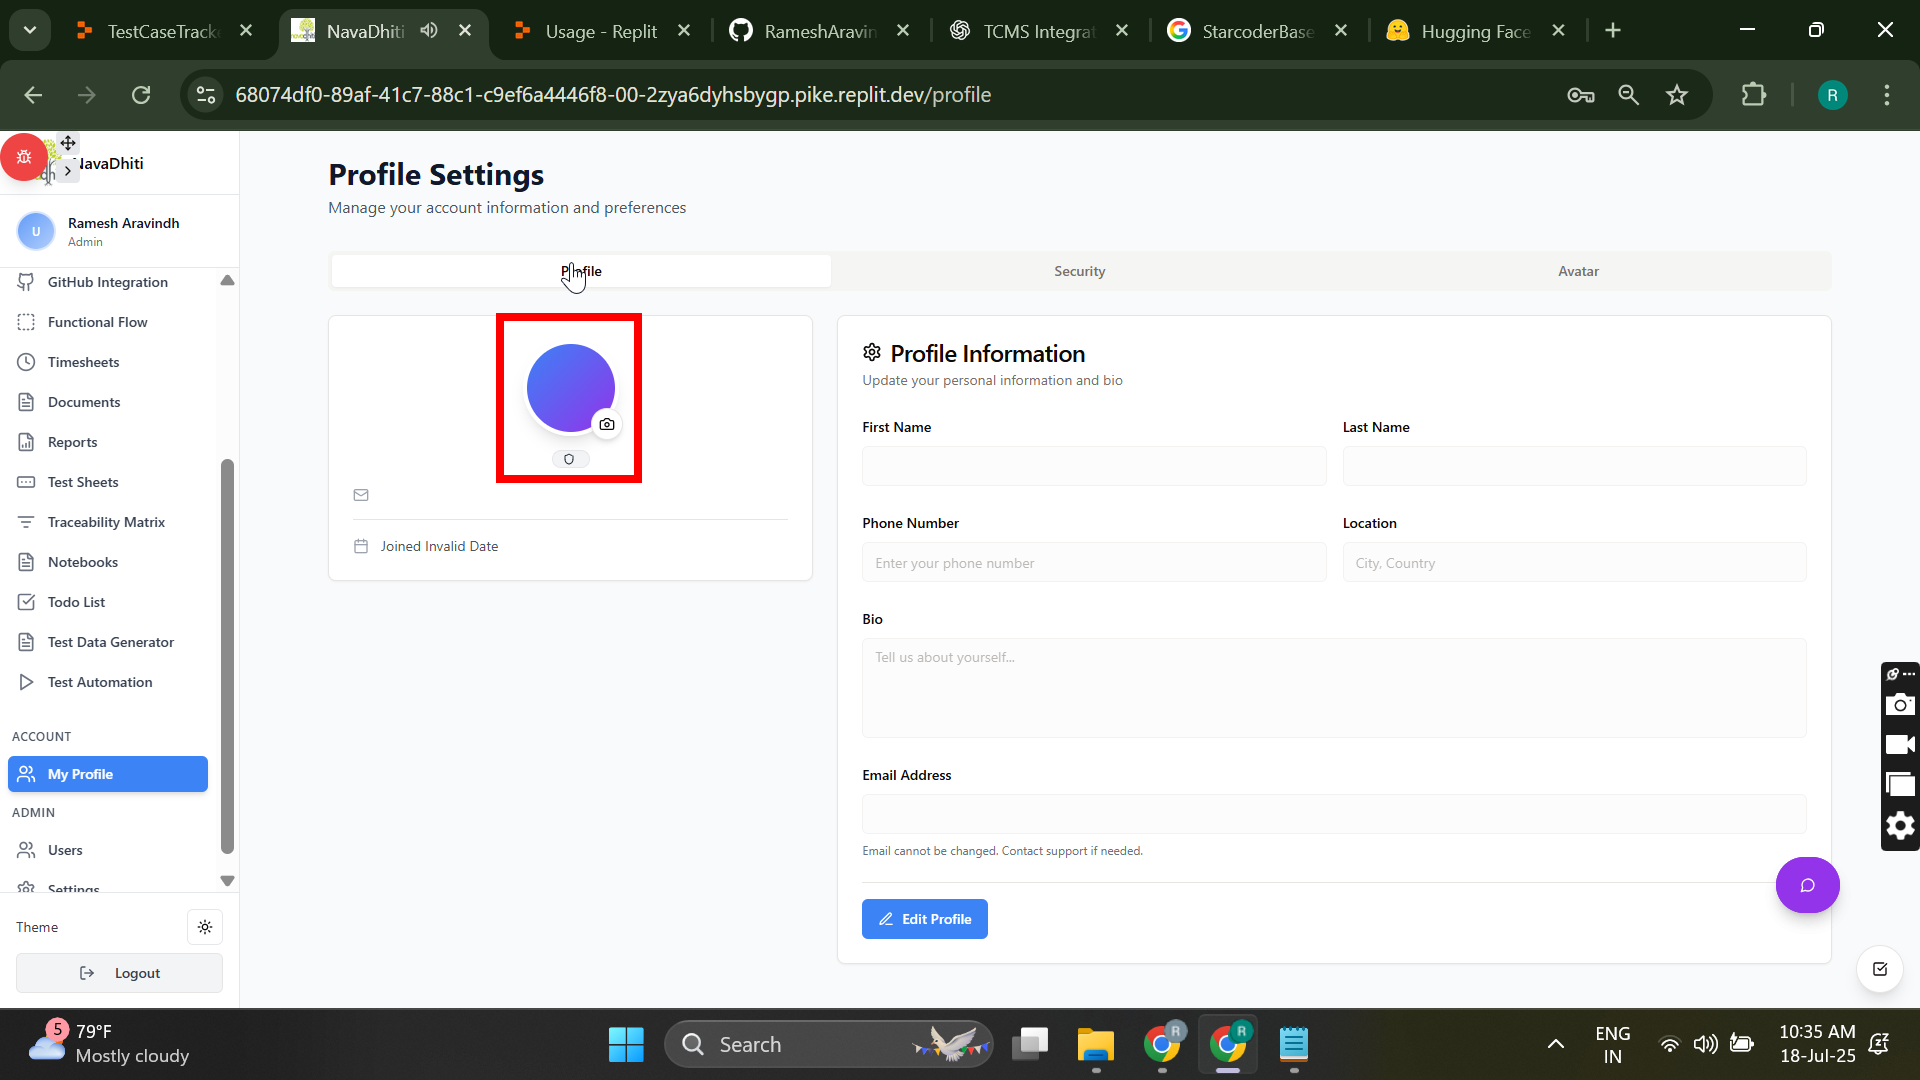 TestCaseTrack
NavaDhiti
Usage - Replit
RameshAravin
TCMS Integrat
StarcoderBase
Hugging Face
68074df0-89af-41c7-88c1-c9ef6a4446f8-00-2zya6dyhsbygp.pike.replit.dev/profile
R
NavaDhiti
U
Ramesh Aravindh
Admin
GitHub Integration
Functional Flow
Timesheets
Documents
Reports
Test Sheets
Traceability Matrix
Notebooks
Todo List
Test Data Generator
Test Automation
ACCOUNT
My Profile
ADMIN
Users
Settings
Theme
Logout
Profile Settings
Manage your account information and preferences
Profile
Security
Avatar
Joined Invalid Date
Profile Information
Update your personal information and bio
First Name
Last Name
Phone Number
Location
Enter your phone number
City, Country
Bio
Tell us about yourself...
Email Address
Email cannot be changed. Contact support if needed.
Edit Profile
5
79°F
Mostly cloudy
Search
R
R
ENG
IN
10:35 AM
18-Jul-25